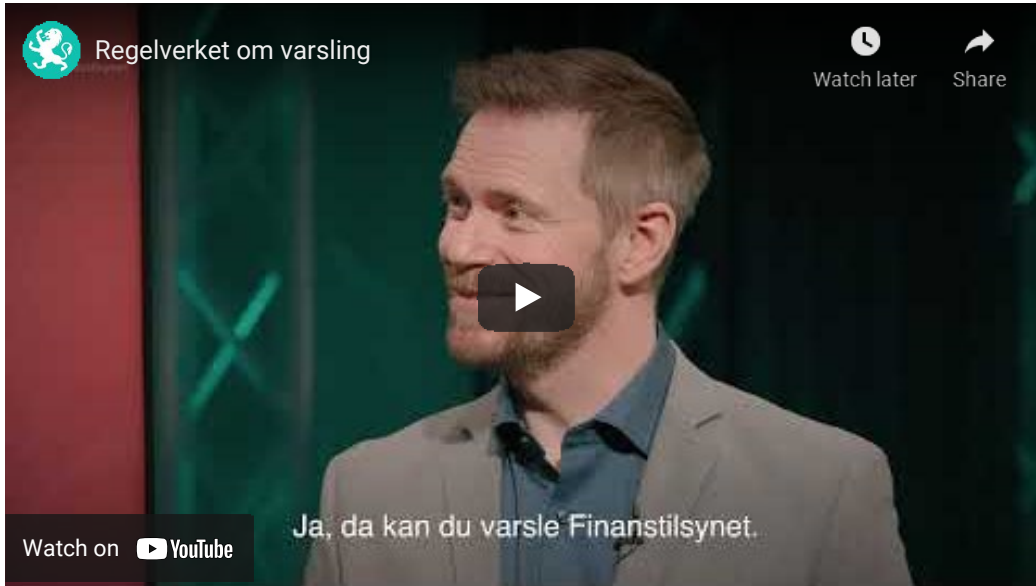 Regelverket om varsling
Watch later
Share
Ja, da kan du varsle Finanstilsynet.
Watch on YouTube